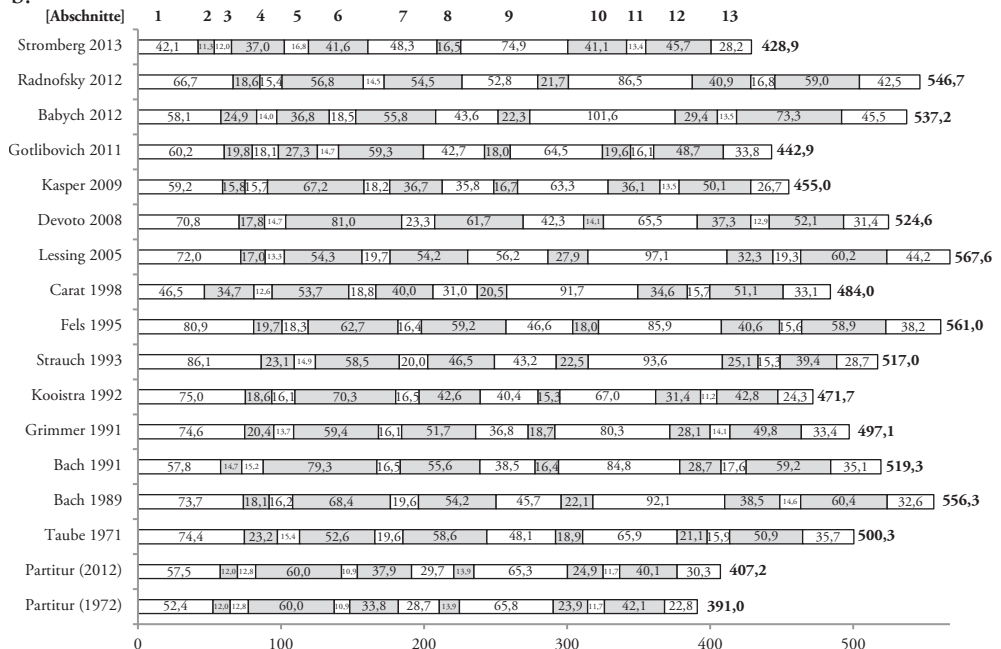 [Abschnitte] 1 2 3 4 5 6 7 8 9 10 11 12 13
Stromberg 2013 42,1 11,3 12,0 37,0 16,8 41,6 48,3 16,5 74,9 41,1 13,4 45,7 28,2 428,9
Radnofsky 2012 66,7 18,6 15,4 56,8 14,5 54,5 52,8 21,7 86,5 40,9 16,8 59,0 42,5 546,7
Babych 2012 58,1 24,9 14,0 36,8 18,5 55,8 43,6 22,3 101,6 29,4 13,5 73,3 45,5 537,2
Gotlibovich 2011 60,2 19,8 18,1 27,3 14,7 59,3 42,7 18,0 64,5 19,6 16,1 48,7 33,8 442,9
Kasper 2009 59,2 15,8 15,7 67,2 18,2 36,7 35,8 16,7 63,3 36,1 13,5 50,1 26,7 455,0
Devoto 2008 70,8 17,8 14,7 81,0 23,3 61,7 42,3 14,1 65,5 37,3 12,9 52,1 31,4 524,6
Lessing 2005 72,0 17,0 13,3 54,3 19,7 54,2 56,2 27,9 97,1 32,3 19,3 60,2 44,2 567,6
Carat 1998 46,5 34,7 12,6 53,7 18,8 40,0 31,0 20,5 91,7 34,6 15,7 51,1 33,1 484,0
Fels 1995 80,9 19,7 18,3 62,7 16,4 59,2 46,6 18,0 85,9 40,6 15,6 58,9 38,2 561,0
Strauch 1993 86,1 23,1 14,9 58,5 20,0 46,5 43,2 22,5 93,6 25,1 15,3 39,4 28,7 517,0
Kooistra 1992 75,0 18,6 16,1 70,3 16,5 42,6 40,4 15,3 67,0 31,4 11,2 42,8 24,3 471,7
Grimmer 1991 74,6 20,4 13,7 59,4 16,1 51,7 36,8 18,7 80,3 28,1 14,1 49,8 33,4 497,1
Bach 1991 57,8 14,7 15,2 79,3 16,5 55,6 38,5 16,4 84,8 28,7 17,6 59,2 35,1 519,3
Bach 1989 73,7 18,1 16,2 68,4 19,6 54,2 45,7 22,1 92,1 38,5 14,6 60,4 32,6 556,3
Taube 1971 74,4 23,2 15,4 52,6 19,6 58,6 48,1 18,9 65,9 21,1 15,9 50,9 35,7 500,3
Partitur (2012) 57,5 12,0 12,8 60,0 10,9 37,9 29,7 13,9 65,3 24,9 11,7 40,1 30,3 407,2
Partitur (1972) 52,4 12,0 12,8 60,0 10,9 33,8 28,7 13,9 65,8 23,9 11,7 42,1 22,8 391,0
0 100 200 300 400 500